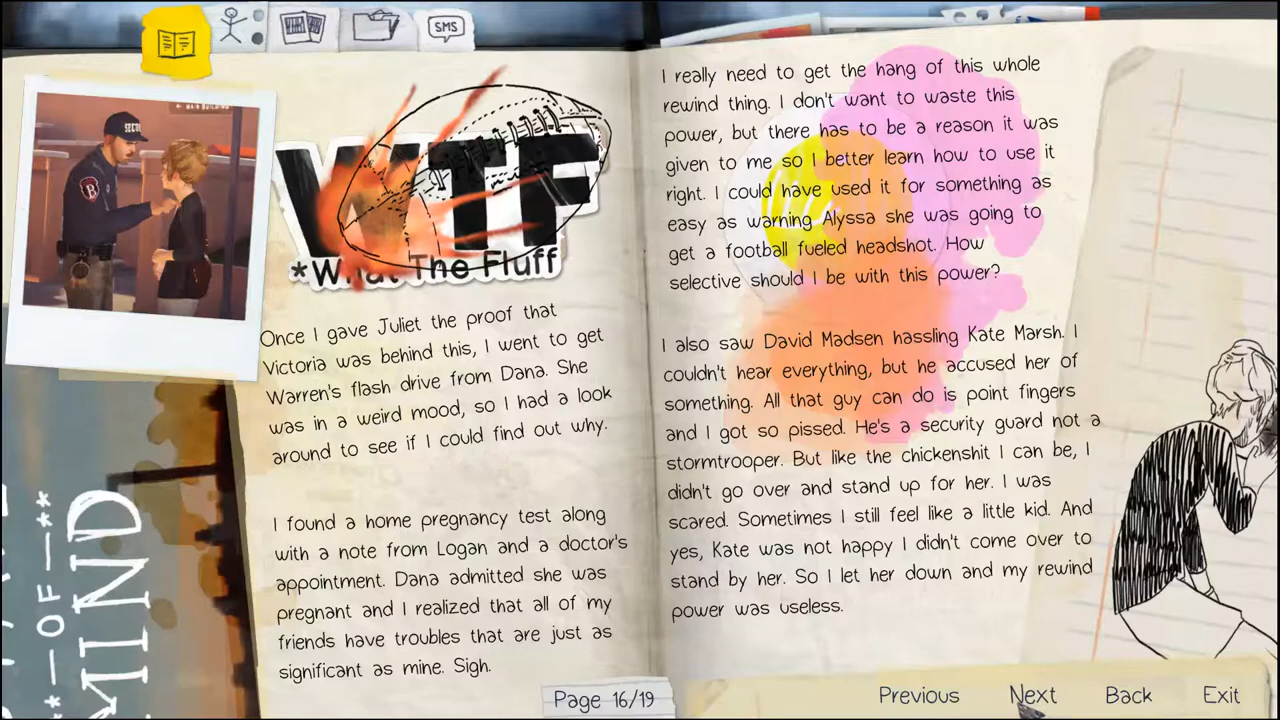 SMS
← MAIN BUILDING
SECU
B
WTF
*What The Fluff
Once I gave Juliet the proof that
Victoria was behind this, I went to get
Warren's flash drive from Dana. She
was in a weird mood, so I had a look
around to see if I could find out why.
I found a home pregnancy test along
with a note from Logan and a doctor's
appointment. Dana admitted she was
pregnant and I realized that all of my
friends have troubles that are just as
significant as mine. Sigh.
OF
MIND
I really need to get the hang of this whole
rewind thing. I don't want to waste this
power, but there has to be a reason it was
given to me so I better learn how to use it
right. I could have used it for something as
easy as warning Alyssa she was going to
get a football fueled headshot. How
selective should I be with this power?
I also saw David Madsen hassling Kate Marsh. I
couldn't hear everything, but he accused her of
something. All that guy can do is point fingers
and I got so pissed. He's a security guard not a
stormtrooper. But like the chickenshit I can be, I
didn't go over and stand up for her. I was
scared. Sometimes I still feel like a little kid. And
yes, Kate was not happy I didn't come over to
stand by her. So I let her down and my rewind
power was useless.
Page 16/19
Previous Next Back Exit